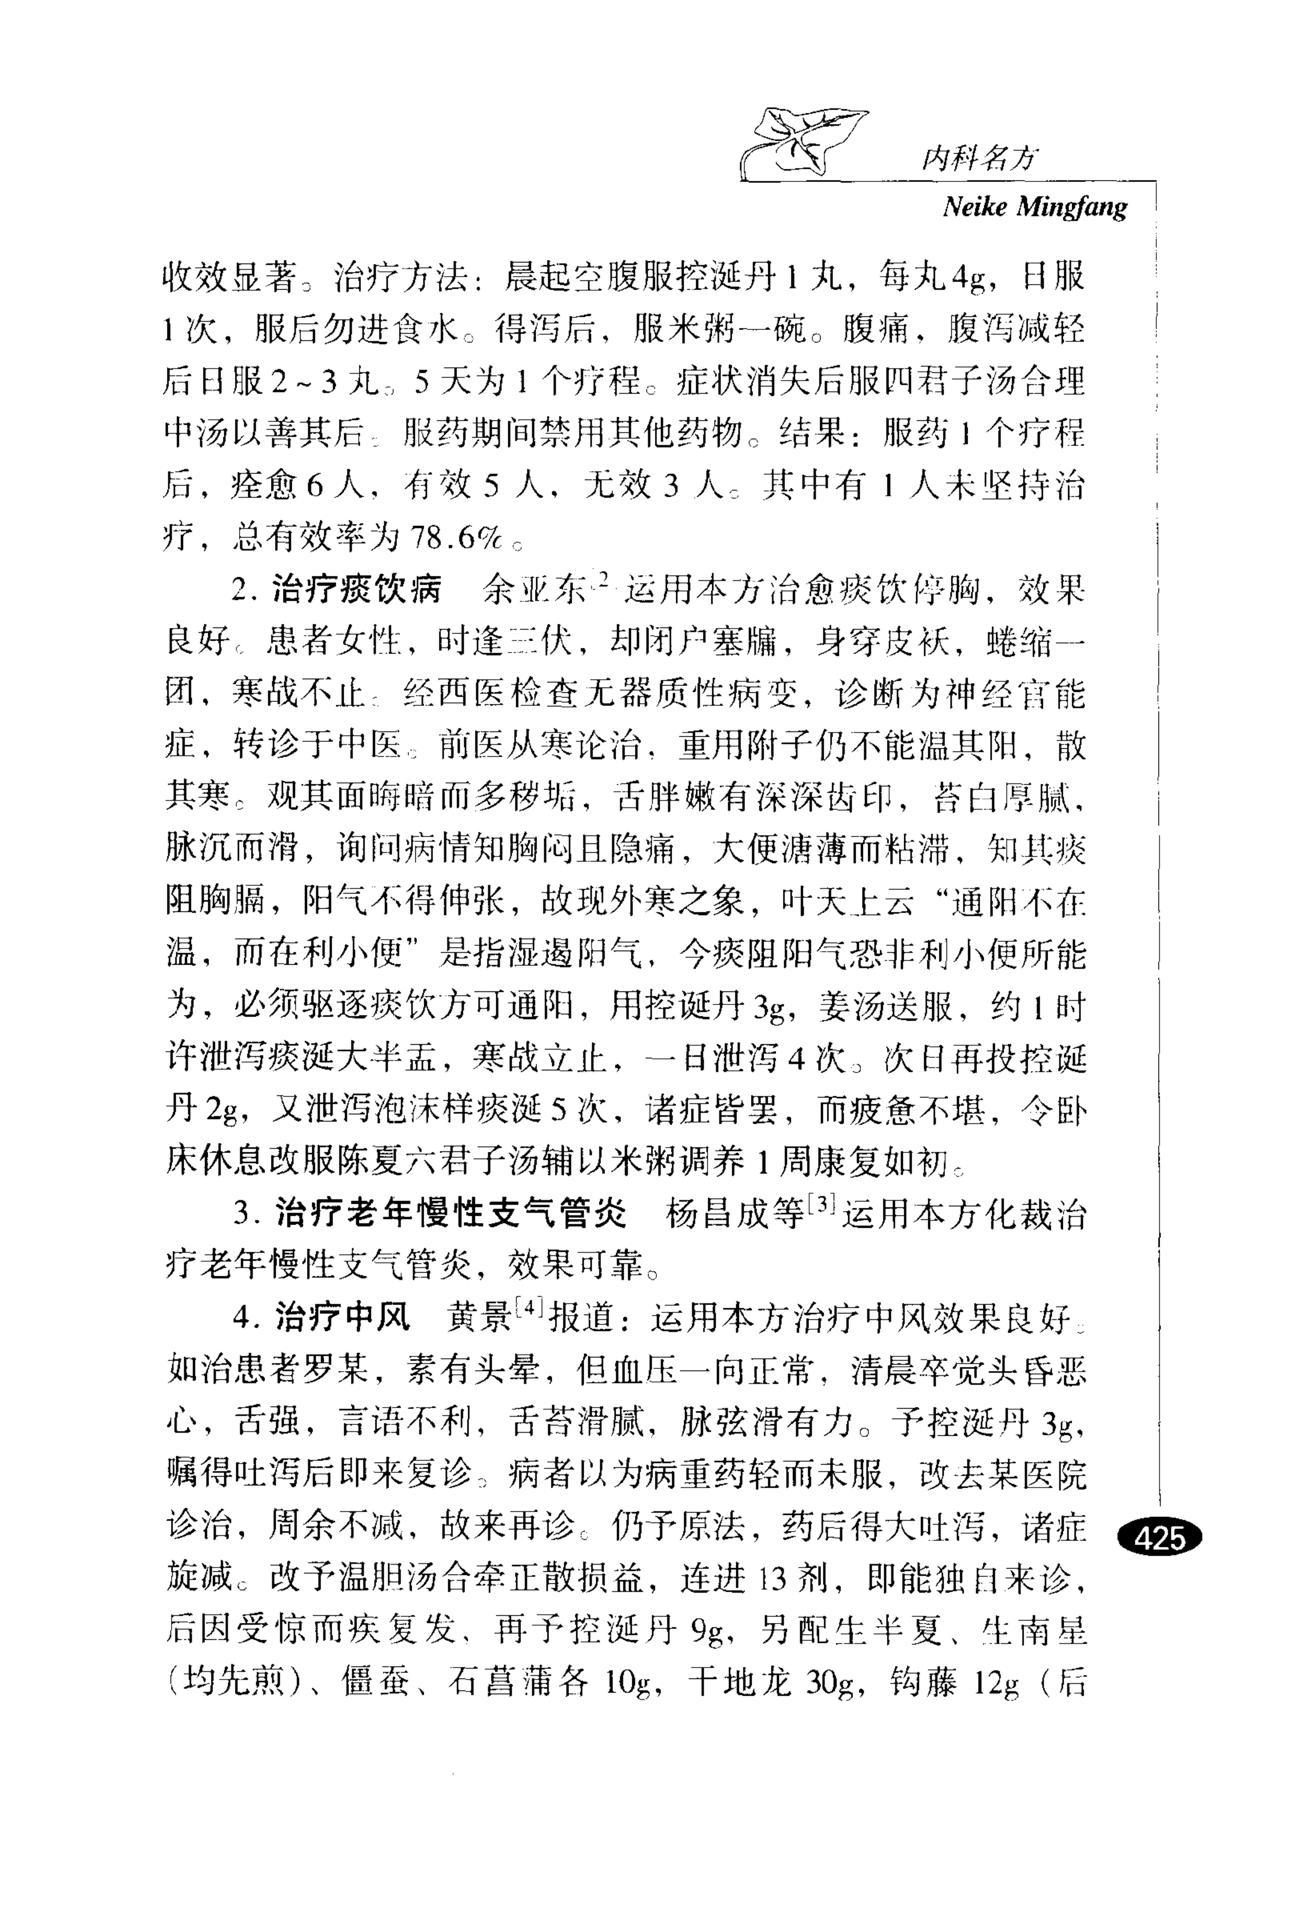 内科名方
Neike Mingfang
收效显著。治疗方法：晨起空腹服控涎丹1丸，每丸4g，日服
1次，服后勿进食水。得泻后，服米粥一碗。腹痛，腹泻减轻
后日服2~3丸。5天为1个疗程。症状消失后服四君子汤合理
中汤以善其后。服药期间禁用其他药物。结果：服药1个疗程
后，痊愈6人，有效5人，无效3人。其中有1人未坚持治
疗，总有效率为78.6%。
2. 治疗痰饮病　余亚东[2]运用本方治愈痰饮停胸，效果
良好。患者女性，时逢三伏，却闭户塞牖，身穿皮袄，蜷缩一
团，寒战不止。经西医检查无器质性病变，诊断为神经官能
症，转诊于中医。前医从寒论治，重用附子仍不能温其阳，散
其寒。观其面晦暗而多秽垢，舌胖嫩有深深齿印，苔白厚腻，
脉沉而滑，询问病情知胸闷且隐痛，大便溏薄而粘滞，知其痰
阻胸膈，阳气不得伸张，故现外寒之象，叶天士云“通阳不在
温，而在利小便”是指湿遏阳气，今痰阻阳气恐非利小便所能
为，必须驱逐痰饮方可通阳，用控涎丹3g，姜汤送服，约1时
许泄泻痰涎大半盂，寒战立止，一日泄泻4次。次日再投控涎
丹2g，又泄泻泡沫样痰涎5次，诸症皆罢，而疲惫不堪，令卧
床休息改服陈夏六君子汤辅以米粥调养1周康复如初。
3. 治疗老年慢性支气管炎　杨昌成等[3]运用本方化裁治
疗老年慢性支气管炎，效果可靠。
4. 治疗中风　黄景[4]报道：运用本方治疗中风效果良好。
如治患者罗某，素有头晕，但血压一向正常，清晨卒觉头昏恶
心，舌强，言语不利，舌苔滑腻，脉弦滑有力。予控涎丹3g，
嘱得吐泻后即来复诊。病者以为病重药轻而未服，改去某医院
诊治，周余不减，故来再诊。仍予原法，药后得大吐泻，诸症
旋减。改予温胆汤合牵正散损益，连进13剂，即能独自来诊，
后因受惊而疾复发，再予控涎丹9g，另配生半夏、生南星
(均先煎)、僵蚕、石菖蒲各10g，干地龙30g，钩藤12g（后
425